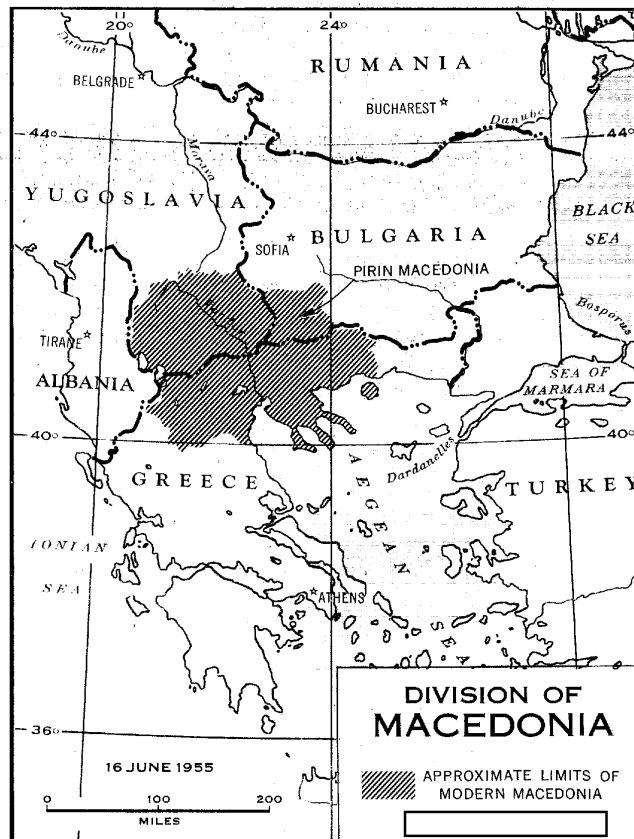 20°
24°
Danube
RUMANIA
BELGRADE
BUCHAREST
Danube
44°
44°
Morava
YUGOSLAVIA
BLACK
SEA
SOFIA
BULGARIA
PIRIN MACEDONIA
Vardar
Bosporus
TIRANE
SEA OF
MARMARA
ALBANIA
40°
40°
Dardanelles
GREECE
AEGEAN
SEA
TURKEY
IONIAN
SEA
ATHENS
DIVISION OF
MACEDONIA
36°
16 JUNE 1955
APPROXIMATE LIMITS OF
MODERN MACEDONIA
0 100 200
MILES